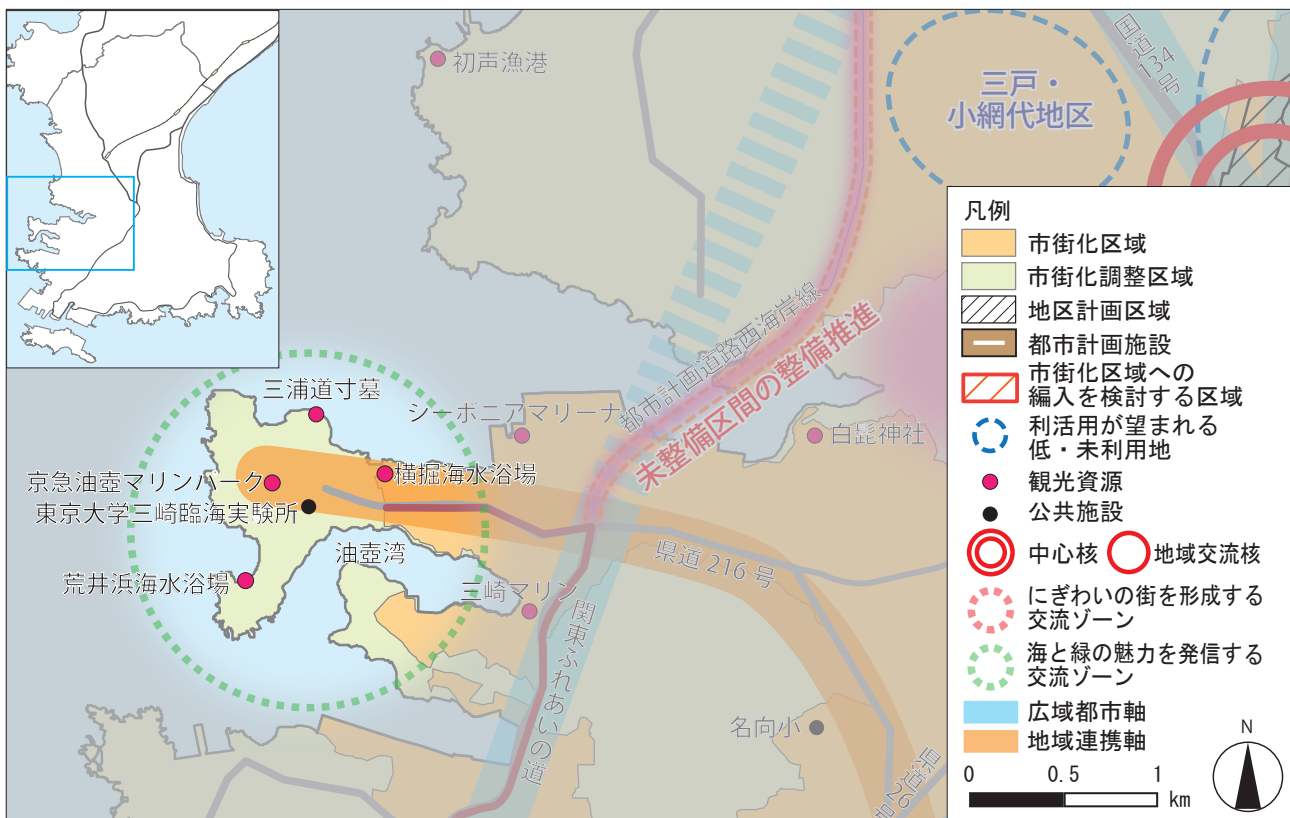 初声漁港
国道
134
号
三戸・
小網代地区
都市計画道路西海岸線
未整備区間の整備推進
三浦道寸墓
シーボニアマリーナ
白髭神社
京急油壺マリンパーク
横掘海水浴場
東京大学三崎臨海実験所
油壺湾
県道 216 号
荒井浜海水浴場
三崎マリン
関東ふれあいの道
名向小
県道26
号
凡例
市街化区域
市街化調整区域
地区計画区域
都市計画施設
市街化区域への
編入を検討する区域
利活用が望まれる
低・未利用地
観光資源
公共施設
中心核 地域交流核
にぎわいの街を形成する
交流ゾーン
海と緑の魅力を発信する
交流ゾーン
広域都市軸
地域連携軸
0 0.5 1
km
N